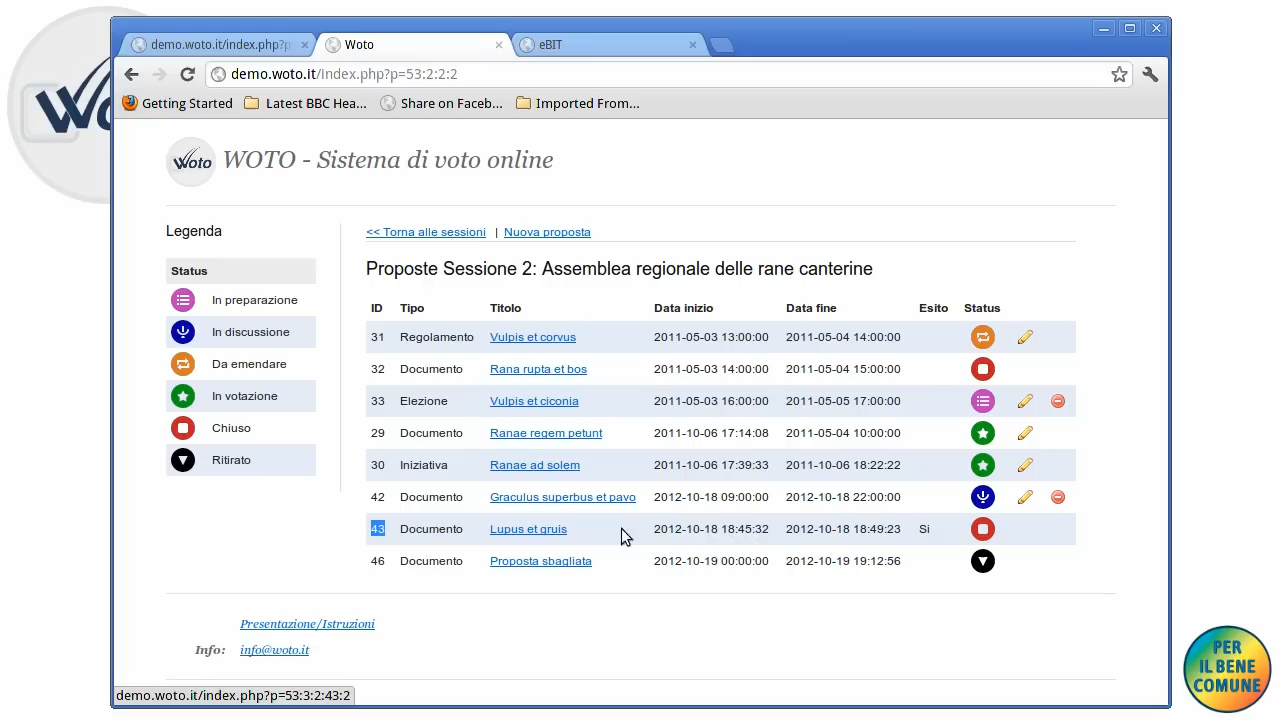 demo.woto.it/index.php?p
Woto
eBIT
demo.woto.it/index.php?p=53:2:2:2
Getting Started
Latest BBC Hea...
Share on Faceb...
Imported From...
Woto WOTO - Sistema di voto online
Legenda
Status
In preparazione
In discussione
Da emendare
In votazione
Chiuso
Ritirato
<< Torna alle sessioni | Nuova proposta
Proposte Sessione 2: Assemblea regionale delle rane canterine
ID Tipo Titolo Data inizio Data fine Esito Status
31 Regolamento Vulpis et corvus 2011-05-03 13:00:00 2011-05-04 14:00:00
32 Documento Rana rupta et bos 2011-05-03 14:00:00 2011-05-04 15:00:00
33 Elezione Vulpis et ciconia 2011-05-03 16:00:00 2011-05-05 17:00:00
29 Documento Ranae regem petunt 2011-10-06 17:14:08 2011-05-04 10:00:00
30 Iniziativa Ranae ad solem 2011-10-06 17:39:33 2011-10-06 18:22:22
42 Documento Graculus superbus et pavo 2012-10-18 09:00:00 2012-10-18 22:00:00
43 Documento Lupus et gruis 2012-10-18 18:45:32 2012-10-18 18:49:23 Si
46 Documento Proposta sbagliata 2012-10-19 00:00:00 2012-10-19 19:12:56
Presentazione/Istruzioni
Info: info@woto.it
demo.woto.it/index.php?p=53:3:2:43:2
PER
IL BENE
COMUNE